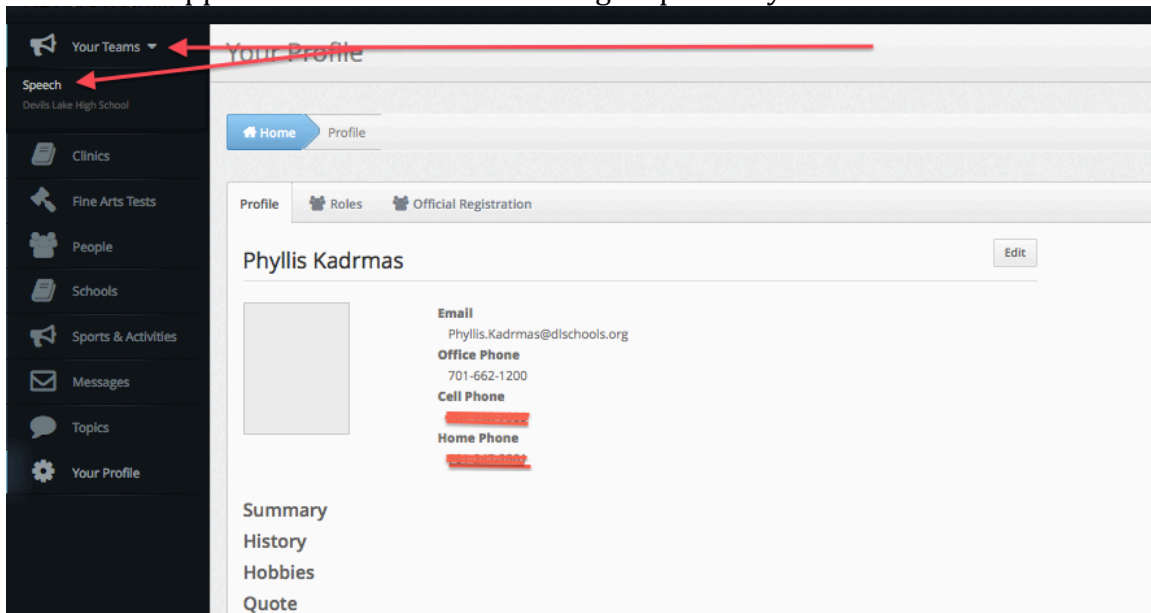 Your Teams
Your Profile
Speech
Devils Lake High School
Home Profile
Clinics
Fine Arts Tests
Profile Roles Official Registration
People
Phyllis Kadrmas Edit
Schools
Sports & Activities
Messages
Topics
Your Profile
Email
Phyllis.Kadrmas@dlschools.org
Office Phone
701-662-1200
Cell Phone
Home Phone
Summary
History
Hobbies
Quote